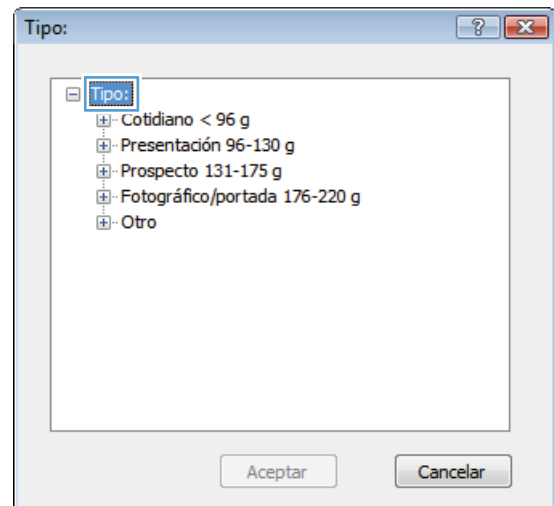 Tipo:
Tipo:
Cotidiano < 96 g
Presentación 96-130 g
Prospecto 131-175 g
Fotográfico/portada 176-220 g
Otro
Aceptar Cancelar